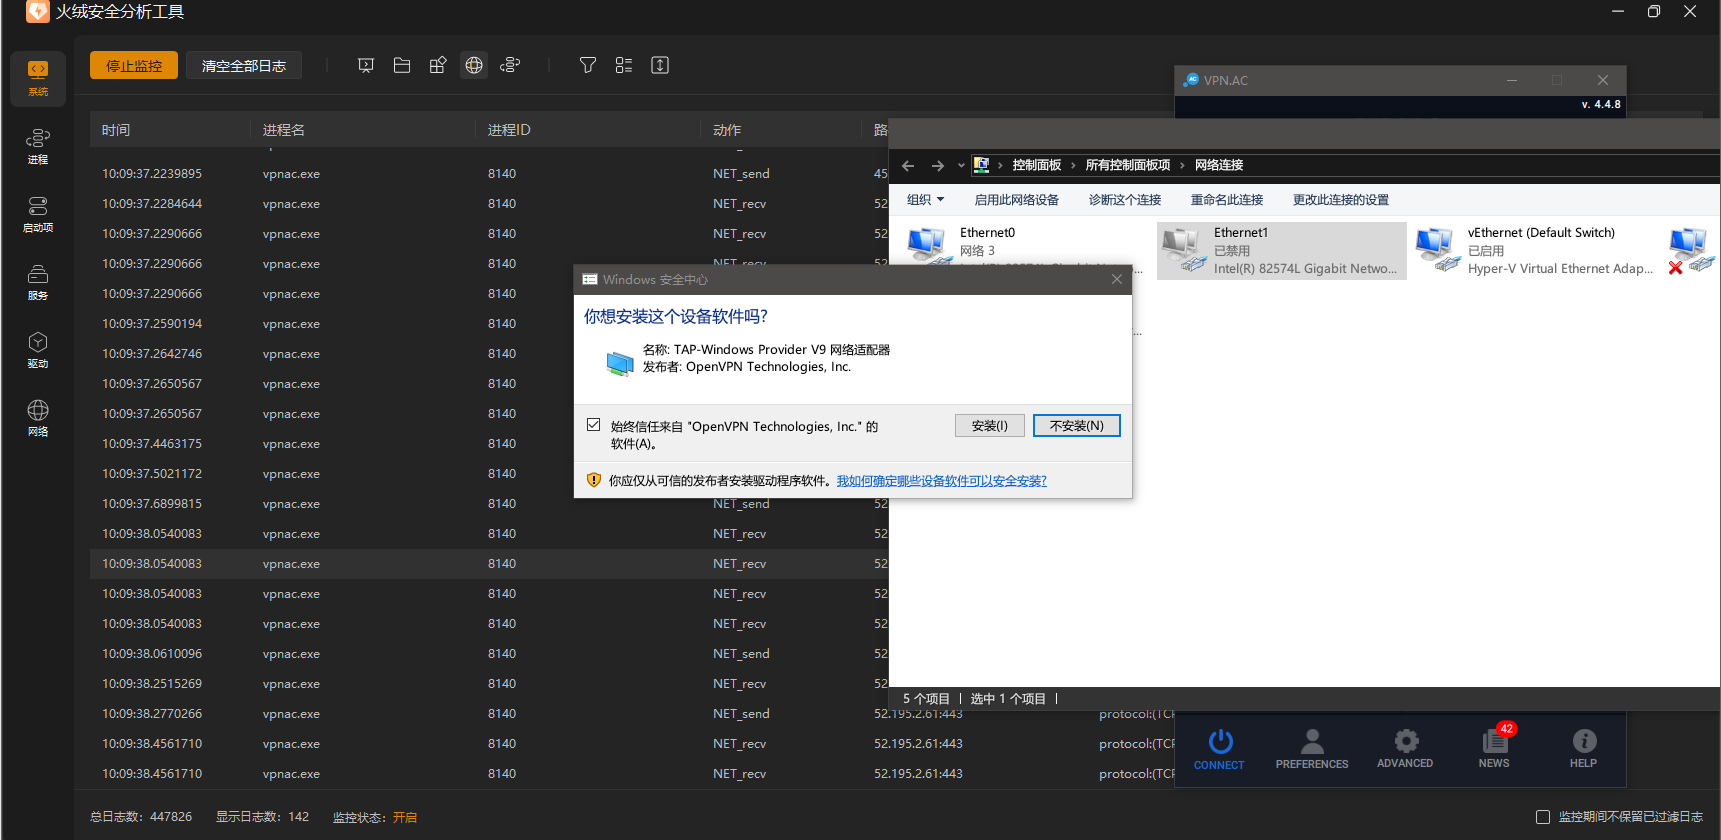 火绒安全分析工具
停止监控 清空全部日志
系统
进程
启动项
服务
驱动
网络
时间 进程名 进程ID 动作
10:09:37.2239895 vpnac.exe 8140 NET_send 45
10:09:37.2284644 vpnac.exe 8140 NET_recv 52
10:09:37.2290666 vpnac.exe 8140 NET_recv 52
10:09:37.2290666 vpnac.exe 8140 NET_recv 52
10:09:37.2290666 vpnac.exe 8140
10:09:37.2590194 vpnac.exe 8140
10:09:37.2642746 vpnac.exe 8140
10:09:37.2650567 vpnac.exe 8140
10:09:37.2650567 vpnac.exe 8140
10:09:37.4463175 vpnac.exe 8140
10:09:37.5021172 vpnac.exe 8140
10:09:37.6899815 vpnac.exe 8140 NET_send 52
10:09:38.0540083 vpnac.exe 8140 NET_recv 52
10:09:38.0540083 vpnac.exe 8140 NET_recv 52
10:09:38.0540083 vpnac.exe 8140 NET_recv 52
10:09:38.0540083 vpnac.exe 8140 NET_recv 52
10:09:38.0610096 vpnac.exe 8140 NET_send 52
10:09:38.2515269 vpnac.exe 8140 NET_recv 52
10:09:38.2770266 vpnac.exe 8140 NET_send 52.195.2.61:443 protocol:(TCP
10:09:38.4561710 vpnac.exe 8140 NET_recv 52.195.2.61:443 protocol:(TCP
10:09:38.4561710 vpnac.exe 8140 NET_recv 52.195.2.61:443 protocol:(TCP
总日志数: 447826 显示日志数: 142 监控状态: 开启
监控期间不保留已过滤日志
VPN.AC
v. 4.4.8
控制面板 › 所有控制面板项 › 网络连接
组织 启用此网络设备 诊断这个连接 重命名此连接 更改此连接的设置
Ethernet0
网络 3
Ethernet1
已禁用
Intel(R) 82574L Gigabit Netwo...
vEthernet (Default Switch)
已启用
Hyper-V Virtual Ethernet Adap...
5 个项目 | 选中 1 个项目 |
Windows 安全中心
你想安装这个设备软件吗?
名称: TAP-Windows Provider V9 网络适配器
发布者: OpenVPN Technologies, Inc.
始终信任来自 "OpenVPN Technologies, Inc." 的
软件(A)。
安装(I) 不安装(N)
你应仅从可信的发布者安装驱动程序软件。我如何确定哪些设备软件可以安全安装?
42
CONNECT PREFERENCES ADVANCED NEWS HELP